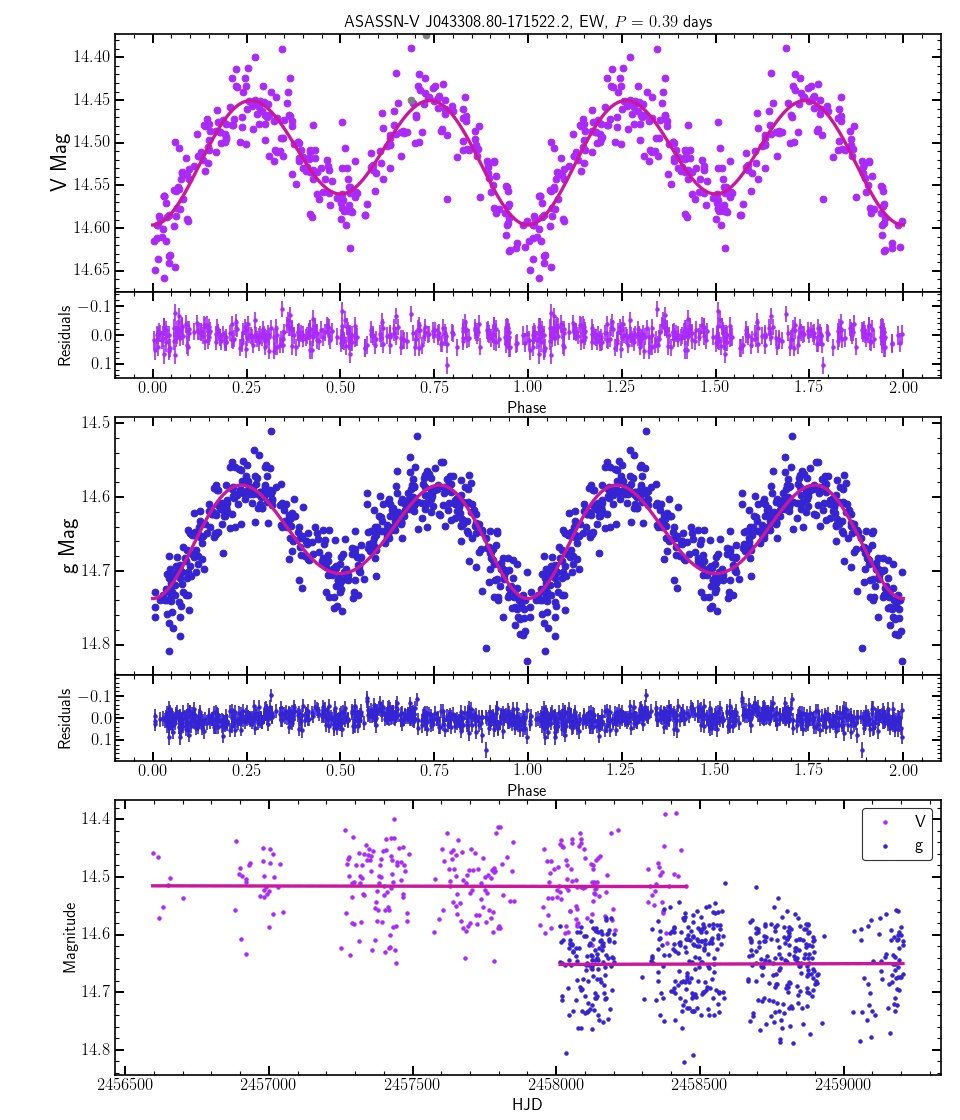 ASASSN-V J043308.80-171522.2, EW, P = 0.39 days
14.40
14.45
14.50
14.55
14.60
14.65
V Mag
−0.1
0.0
0.1
Residuals
0.00 0.25 0.50 0.75 1.00 1.25 1.50 1.75 2.00
Phase
14.5
14.6
14.7
14.8
g Mag
−0.1
0.0
0.1
Residuals
0.00 0.25 0.50 0.75 1.00 1.25 1.50 1.75 2.00
Phase
14.4
14.5
14.6
14.7
14.8
Magnitude
V
g
2456500 2457000 2457500 2458000 2458500 2459000
HJD